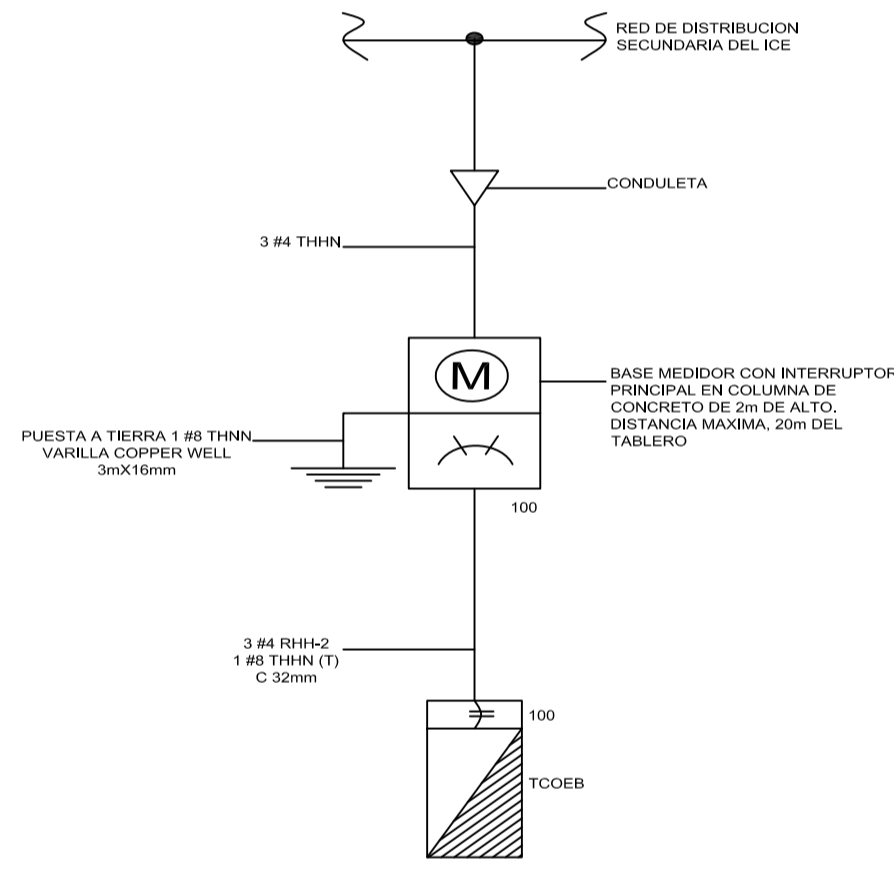 RED DE DISTRIBUCION
SECUNDARIA DEL ICE
CONDULETA
3 #4 THHN
M
BASE MEDIDOR CON INTERRUPTOR
PRINCIPAL EN COLUMNA DE
CONCRETO DE 2m DE ALTO.
DISTANCIA MAXIMA, 20m DEL
TABLERO
PUESTA A TIERRA 1 #8 THNN
VARILLA COPPER WELL
3mX16mm
100
3 #4 RHH-2
1 #8 THHN (T)
C 32mm
100
TCOEB